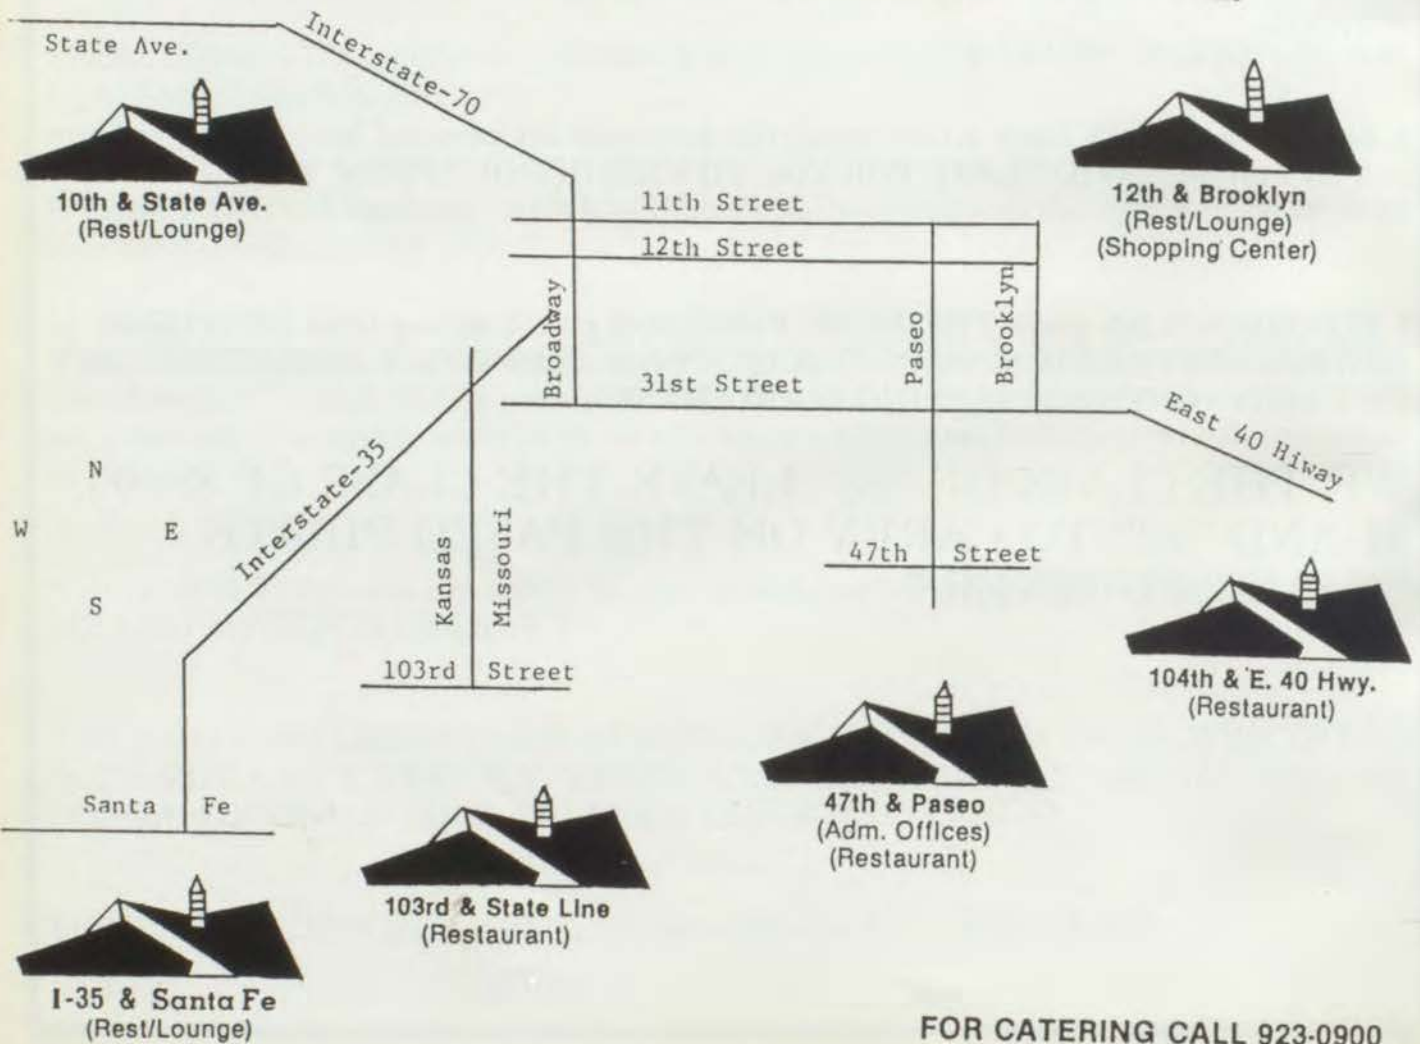 State Ave.
Interstate-70
10th & State Ave.
(Rest/Lounge)
12th & Brooklyn
(Rest/Lounge)
(Shopping Center)
11th Street
12th Street
Broadway
Paseo
Brooklyn
31st Street
East 40 Hiway
N
W E
S
Interstate-35
Kansas
Missouri
47th Street
103rd Street
104th & E. 40 Hwy.
(Restaurant)
Santa Fe
47th & Paseo
(Adm. Offices)
(Restaurant)
103rd & State Line
(Restaurant)
I-35 & Santa Fe
(Rest/Lounge)
FOR CATERING CALL 923-0900